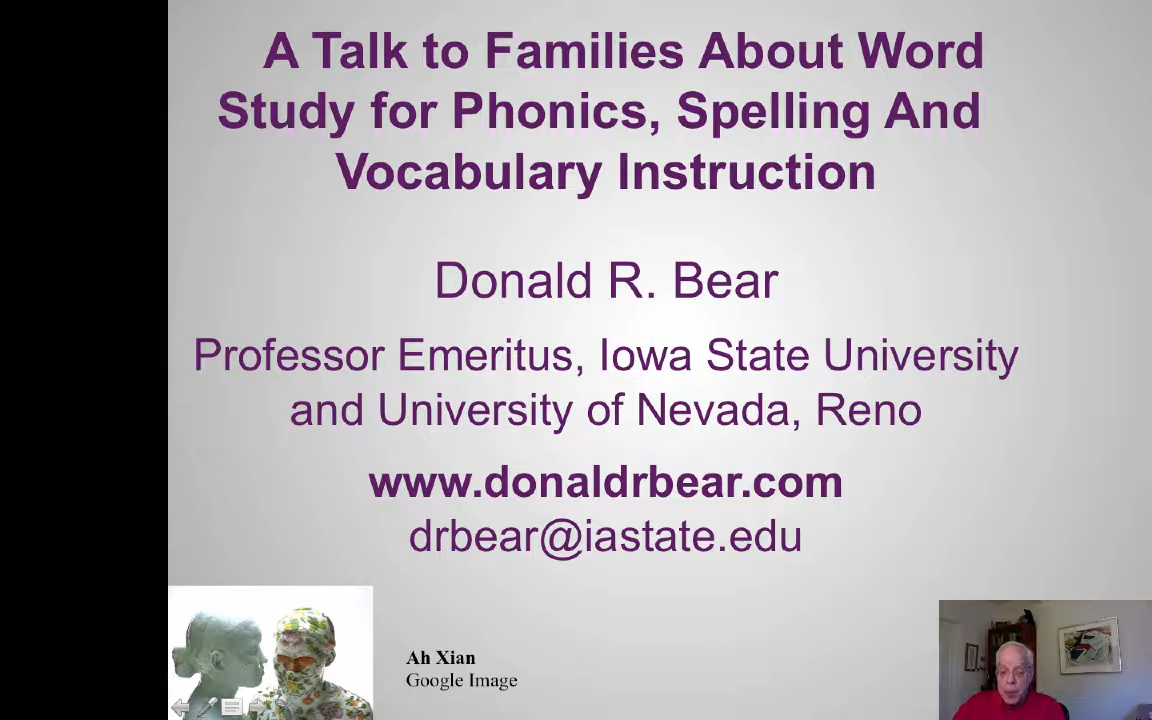 A Talk to Families About Word
Study for Phonics, Spelling And
Vocabulary Instruction
Donald R. Bear
Professor Emeritus, Iowa State University
and University of Nevada, Reno
www.donaldrbear.com
drbear@iastate.edu
Ah Xian
Google Image